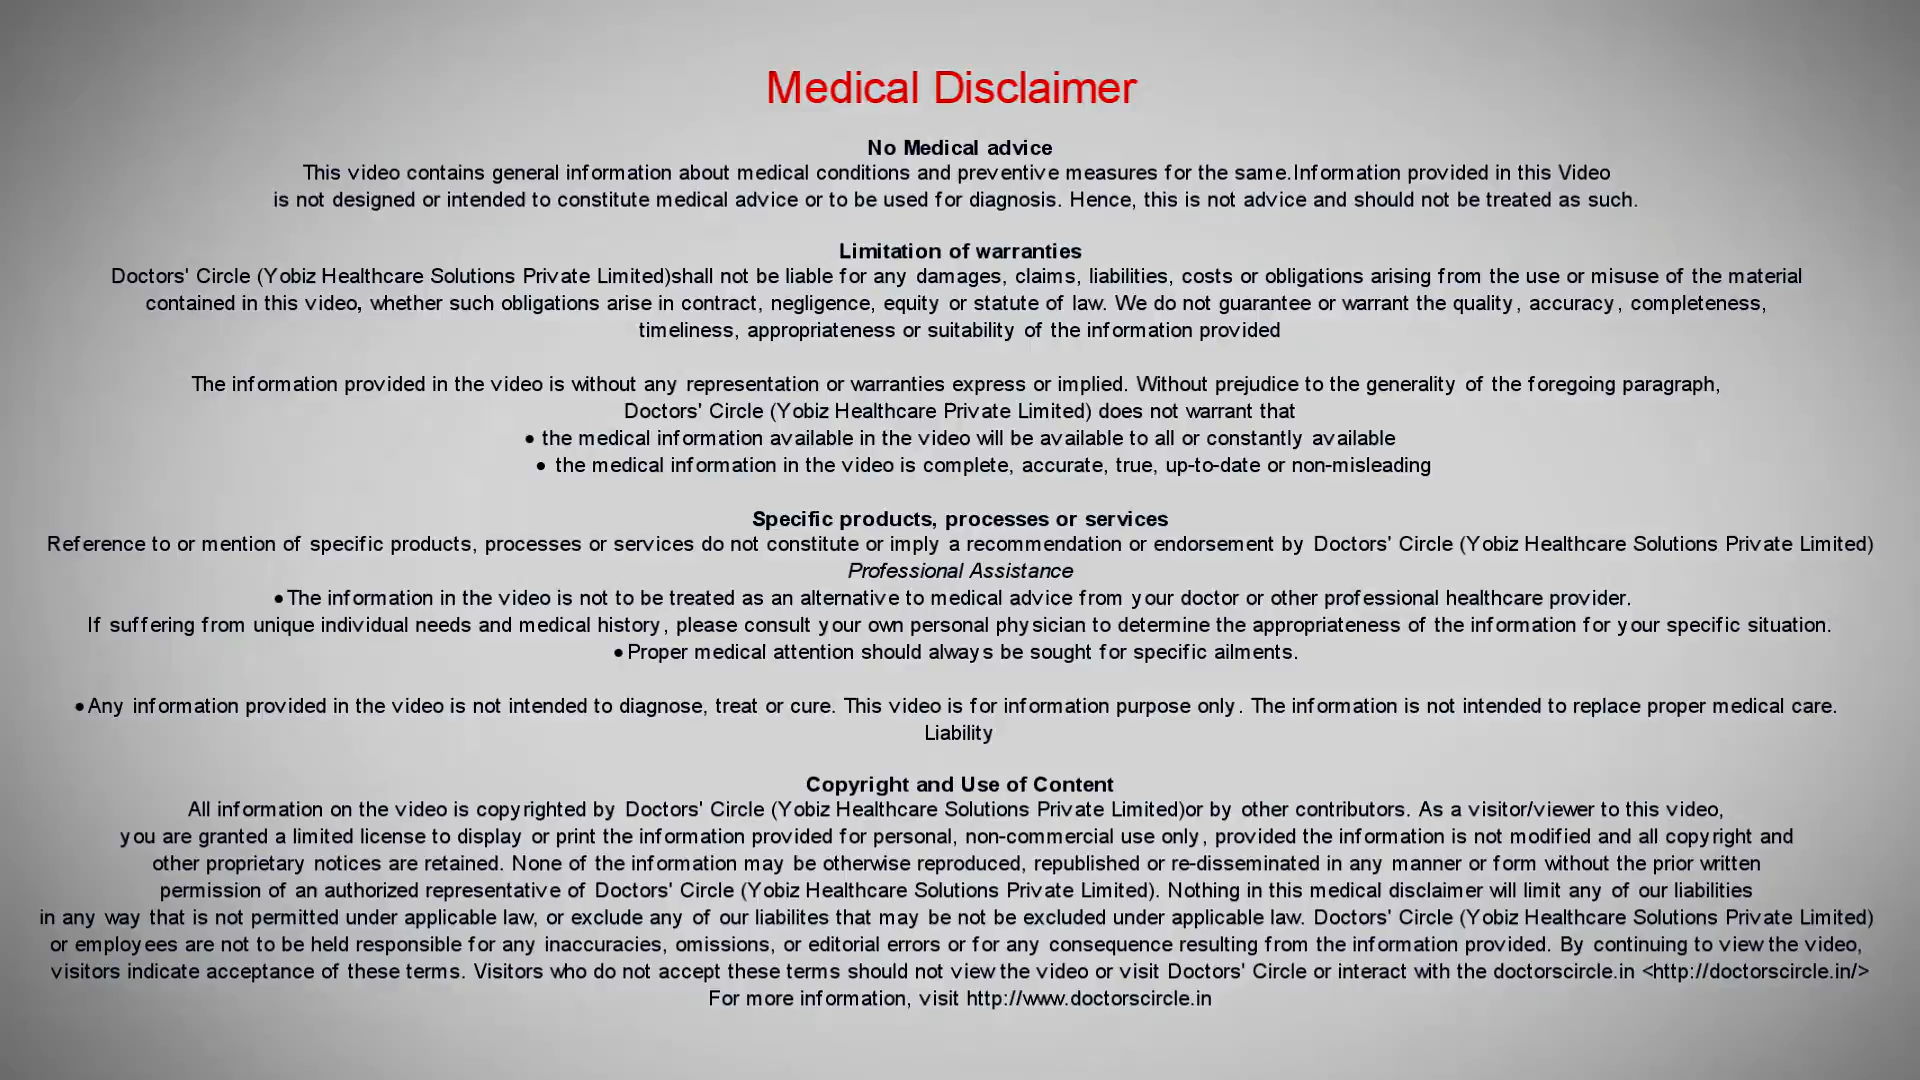 Medical Disclaimer
No Medical advice
This video contains general information about medical conditions and preventive measures for the same.Information provided in this Video
is not designed or intended to constitute medical advice or to be used for diagnosis. Hence, this is not advice and should not be treated as such.
Limitation of warranties
Doctors' Circle (Yobiz Healthcare Solutions Private Limited)shall not be liable for any damages, claims, liabilities, costs or obligations arising from the use or misuse of the material
contained in this video, whether such obligations arise in contract, negligence, equity or statute of law. We do not guarantee or warrant the quality, accuracy, completeness,
timeliness, appropriateness or suitability of the information provided
The information provided in the video is without any representation or warranties express or implied. Without prejudice to the generality of the foregoing paragraph,
Doctors' Circle (Yobiz Healthcare Private Limited) does not warrant that
• the medical information available in the video will be available to all or constantly available
• the medical information in the video is complete, accurate, true, up-to-date or non-misleading
Specific products, processes or services
Reference to or mention of specific products, processes or services do not constitute or imply a recommendation or endorsement by Doctors' Circle (Yobiz Healthcare Solutions Private Limited)
Professional Assistance
•The information in the video is not to be treated as an alternative to medical advice from your doctor or other professional healthcare provider.
If suffering from unique individual needs and medical history, please consult your own personal physician to determine the appropriateness of the information for your specific situation.
•Proper medical attention should always be sought for specific ailments.
•Any information provided in the video is not intended to diagnose, treat or cure. This video is for information purpose only. The information is not intended to replace proper medical care.
Liability
Copyright and Use of Content
All information on the video is copyrighted by Doctors' Circle (Yobiz Healthcare Solutions Private Limited)or by other contributors. As a visitor/viewer to this video,
you are granted a limited license to display or print the information provided for personal, non-commercial use only, provided the information is not modified and all copyright and
other proprietary notices are retained. None of the information may be otherwise reproduced, republished or re-disseminated in any manner or form without the prior written
permission of an authorized representative of Doctors' Circle (Yobiz Healthcare Solutions Private Limited). Nothing in this medical disclaimer will limit any of our liabilities
in any way that is not permitted under applicable law, or exclude any of our liabilites that may be not be excluded under applicable law. Doctors' Circle (Yobiz Healthcare Solutions Private Limited)
or employees are not to be held responsible for any inaccuracies, omissions, or editorial errors or for any consequence resulting from the information provided. By continuing to view the video,
visitors indicate acceptance of these terms. Visitors who do not accept these terms should not view the video or visit Doctors' Circle or interact with the doctorscircle.in <http://doctorscircle.in/>
For more information, visit http://www.doctorscircle.in